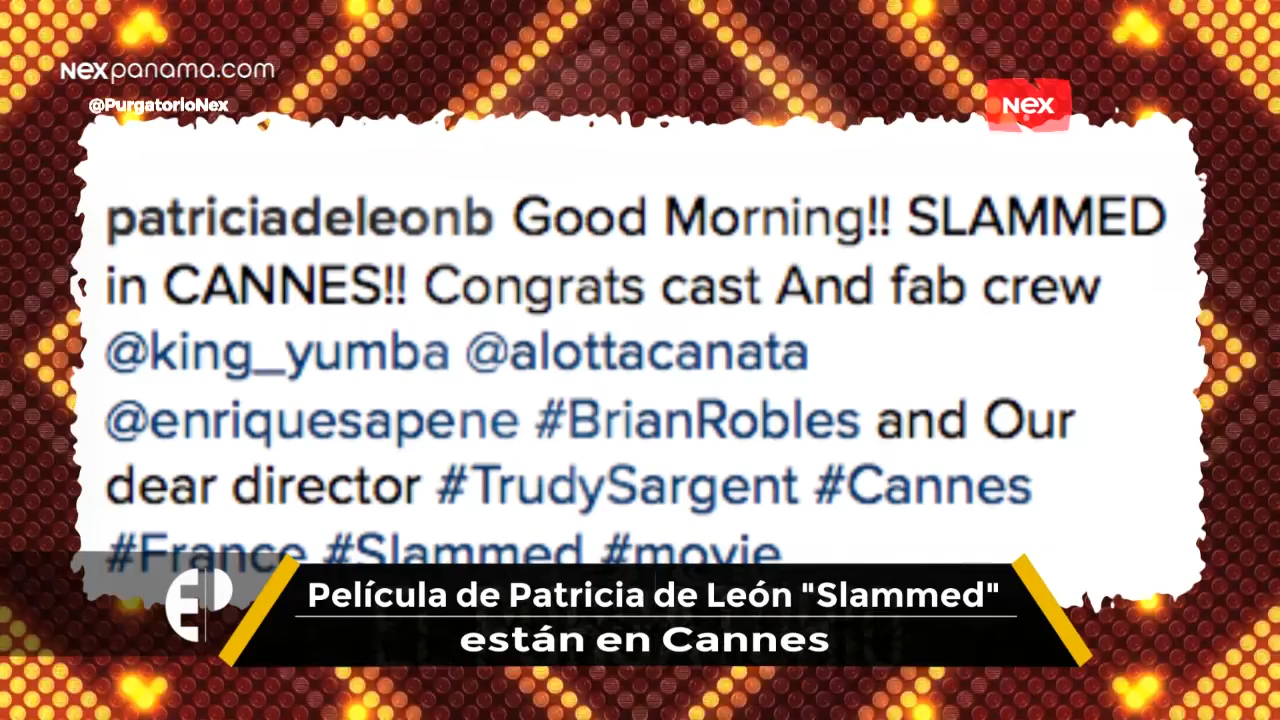 NEXpanama.com
@PurgatorioNex
NEX
patriciadeleonb Good Morning!! SLAMMED
in CANNES!! Congrats cast And fab crew
@king_yumba @alottacanata
@enriquesapene #BrianRobles and Our
dear director #TrudySargent #Cannes
#France #Slammed #movie
EP
Película de Patricia de León "Slammed"
están en Cannes